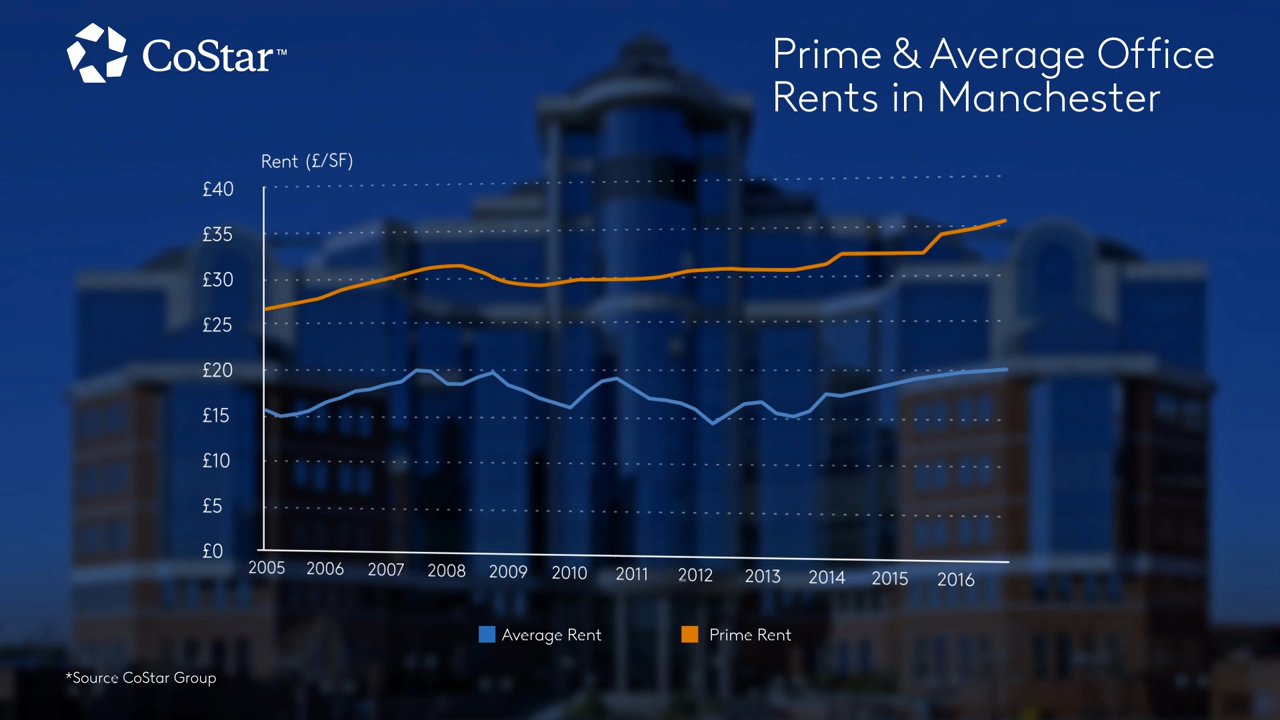 CoStar™
Prime & Average Office
Rents in Manchester
Rent (£/SF)
£40
£35
£30
£25
£20
£15
£10
£5
£0
2005 2006 2007 2008 2009 2010 2011 2012 2013 2014 2015 2016
Average Rent Prime Rent
*Source CoStar Group